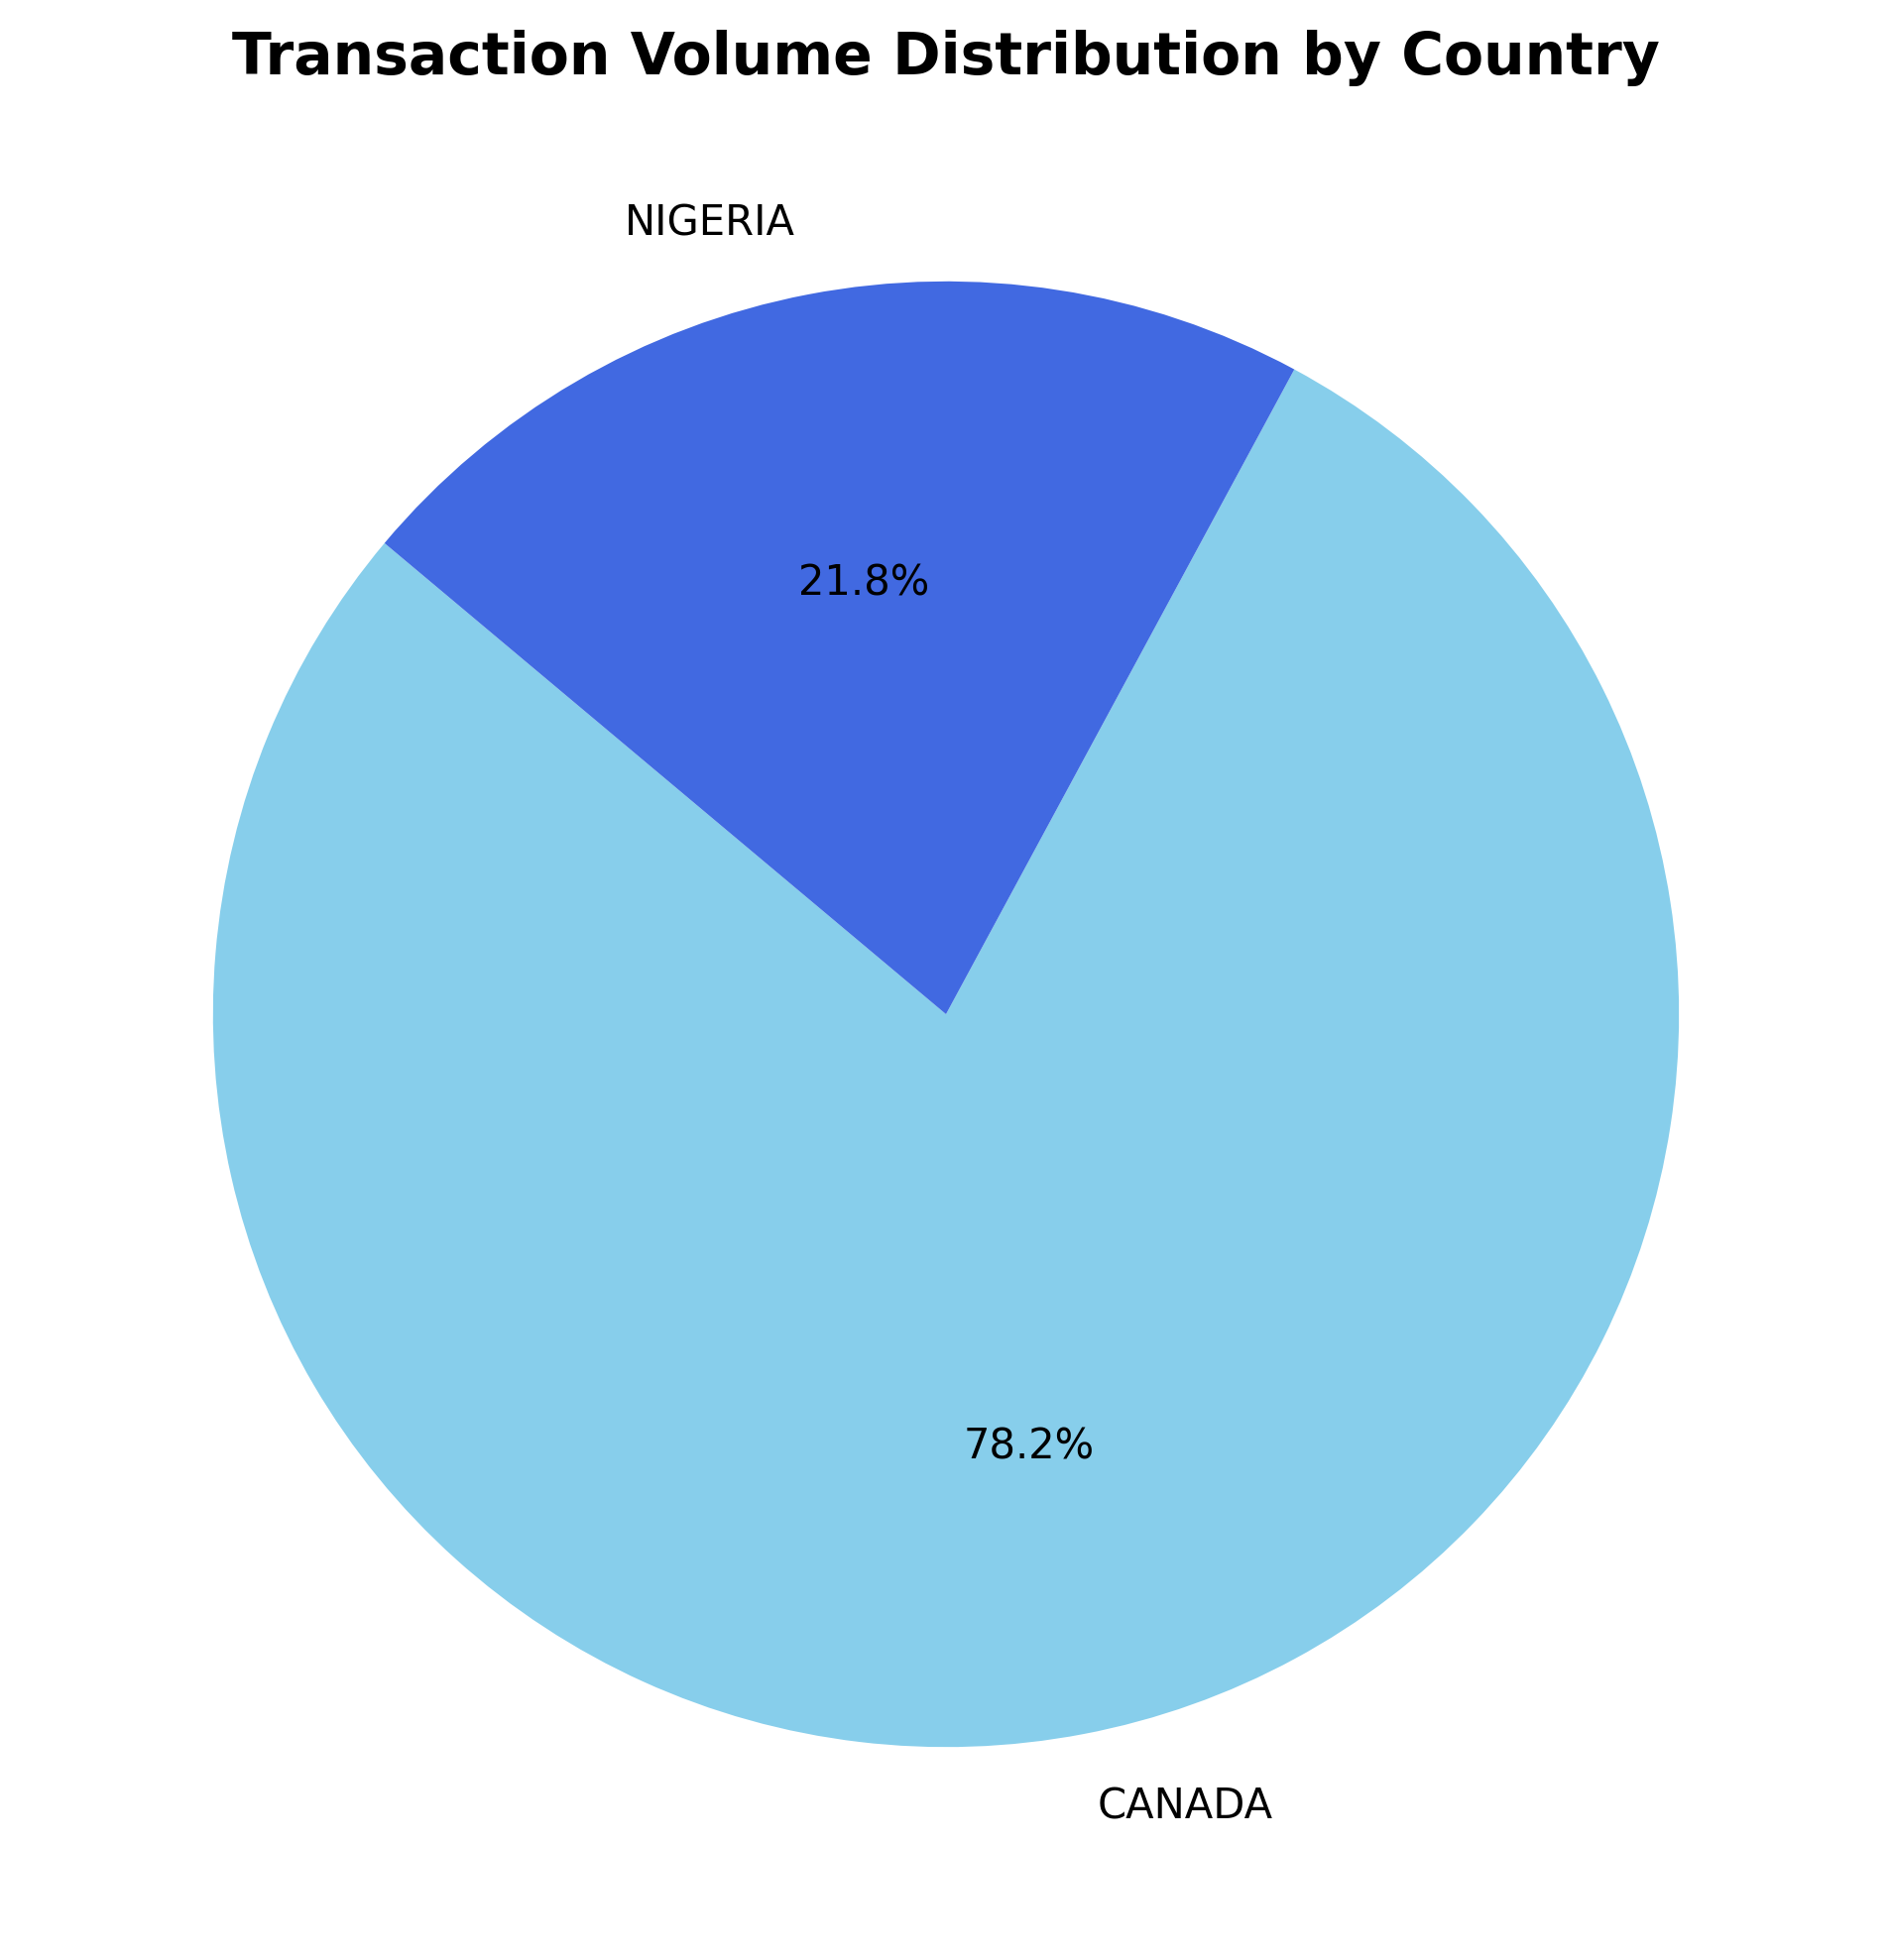 Transaction Volume Distribution by Country
NIGERIA
21.8%
78.2%
CANADA